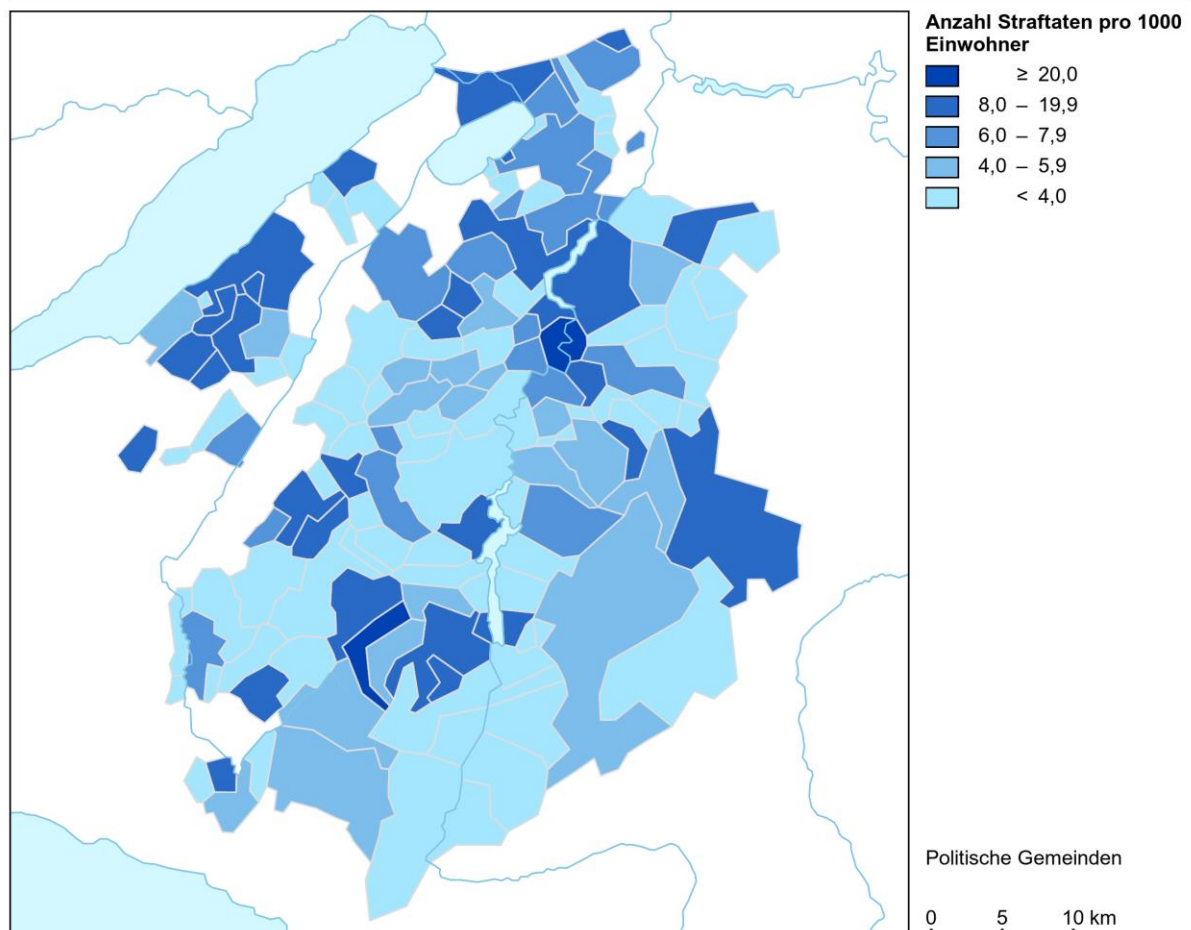 Anzahl Straftaten pro 1000
Einwohner
≥ 20,0
8,0 – 19,9
6,0 – 7,9
4,0 – 5,9
< 4,0
Politische Gemeinden
0 5 10 km